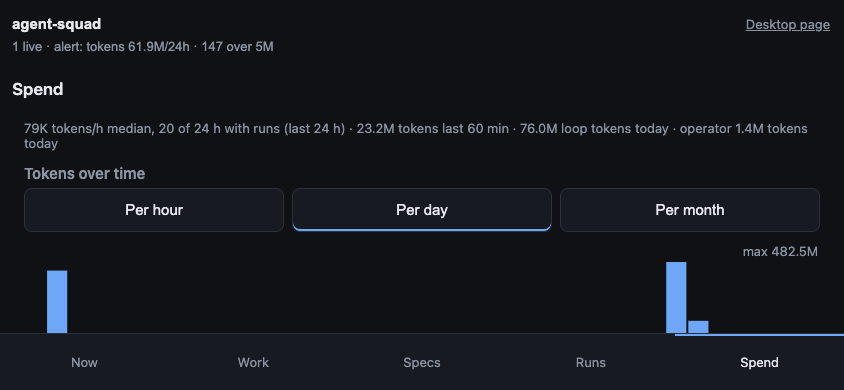 agent-squad
Desktop page
1 live · alert: tokens 61.9M/24h · 147 over 5M
Spend
79K tokens/h median, 20 of 24 h with runs (last 24 h) · 23.2M tokens last 60 min · 76.0M loop tokens today · operator 1.4M tokens
today
Tokens over time
Per hour
Per day
Per month
max 482.5M
Now
Work
Specs
Runs
Spend